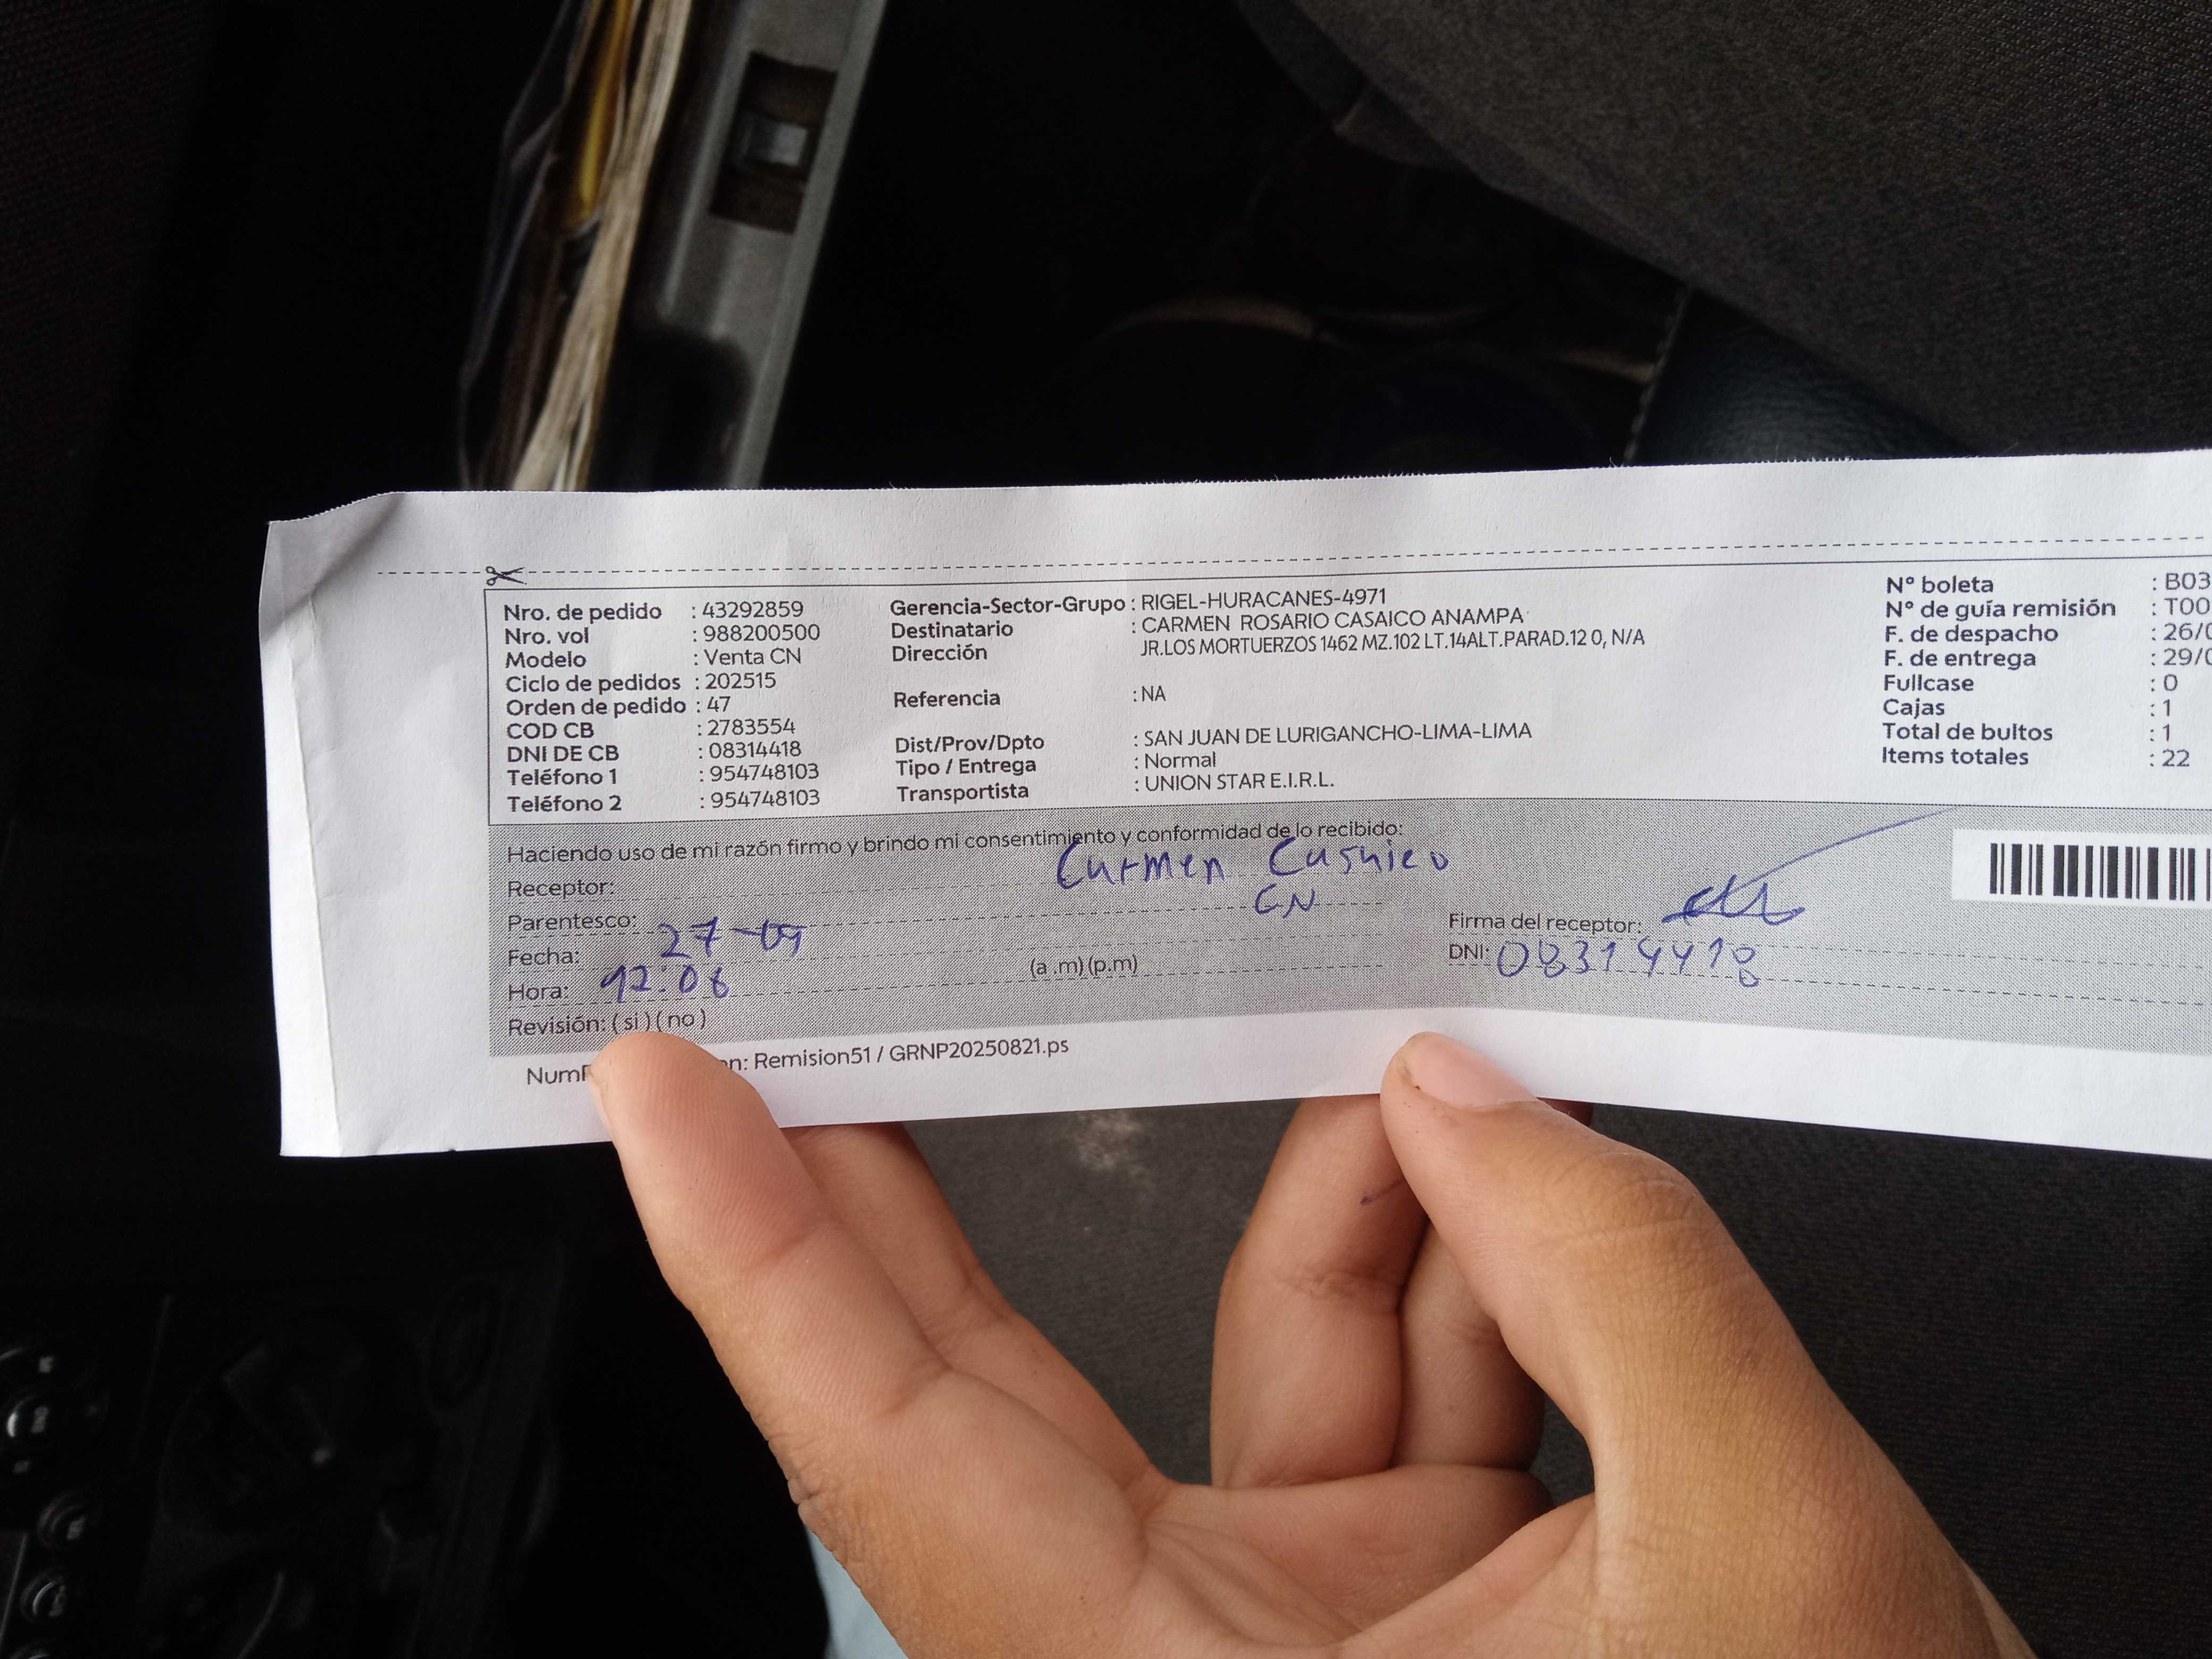 Nro. de pedido : 43292859
Nro. vol : 988200500
Modelo : Venta CN
Ciclo de pedidos : 202515
Orden de pedido : 47
COD CB : 2783554
DNI DE CB : 08314418
Teléfono 1 : 954748103
Teléfono 2 : 954748103
Gerencia-Sector-Grupo : RIGEL-HURACANES-4971
Destinatario : CARMEN ROSARIO CASAICO ANAMPA
Dirección JR.LOS MORTUERZOS 1462 MZ.102 LT.14ALT.PARAD.12 0, N/A
Referencia : NA
Dist/Prov/Dpto : SAN JUAN DE LURIGANCHO-LIMA-LIMA
Tipo / Entrega : Normal
Transportista : UNION STAR E.I.R.L.
N° boleta : B03
N° de guía remisión : T00
F. de despacho : 26/0
F. de entrega : 29/0
Fullcase : 0
Cajas : 1
Total de bultos : 1
Items totales : 22
Haciendo uso de mi razón firmo y brindo mi consentimiento y conformidad de lo recibido:
Receptor: Carmen
Parentesco: CN
Fecha: 27-09
Hora: 12:08 (a .m) (p.m)
Revisión: ( si ) ( no )
Firma del receptor:
DNI: 08314418
Remision51 / GRNP20250821.ps